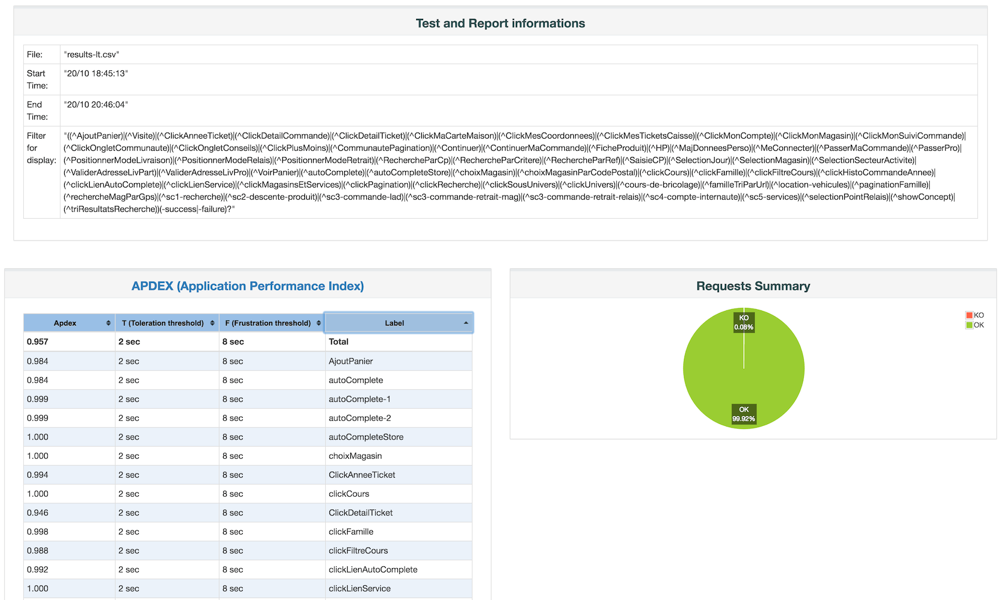 Test and Report informations
File: "results-lt.csv"
Start Time: "20/10 18:45:13"
End Time: "20/10 20:46:04"
Filter for display: "((^AjoutPanier)|(^Visite)|(^ClickAnneeTicket)|(^ClickDetailCommande)|(^ClickDetailTicket)|(^ClickMaCarteMaison)|(^ClickMesCoordonnees)|(^ClickMesTicketsCaisse)|(^ClickMonCompte)|(^ClickMonMagasin)|(^ClickMonSuiviCommande)|
(^ClickOngletCommunaute)|(^ClickOngletConseils)|(^ClickPlusMoins)|(^CommunautePagination)|(^Continuer)|(^ContinuerMaCommande)|(^FicheProduit)|(^HP)|(^MajDonneesPerso)|(^MeConnecter)|(^PasserMaCommande)|(^PasserPro)|
(^PositionnerModeLivraison)|(^PositionnerModeRelais)|(^PositionnerModeRetrait)|(^RechercheParCp)|(^RechercheParCritere)|(^RechercheParRef)|(^SaisieCP)|(^SelectionJour)|(^SelectionMagasin)|(^SelectionSecteurActivite)|
(^ValiderAdresseLivPart)|(^ValiderAdresseLivPro)|(^VoirPanier)|(^autoComplete)|(^autoCompleteStore)|(^choixMagasin)|(^choixMagasinParCodePostal)|(^clickCours)|(^clickFamille)|(^clickFiltreCours)|(^clickHistoCommandeAnnee)|
(^clickLienAutoComplete)|(^clickLienService)|(^clickMagasinsEtServices)|(^clickPagination)|(^clickRecherche)|(^clickSousUnivers)|(^clickUnivers)|(^cours-de-bricolage)|(^familleTriParUrl)|(^location-vehicules)|(^paginationFamille)|
(^rechercheMagParGps)|(^sc1-recherche)|(^sc2-descente-produit)|(^sc3-commande-lad)|(^sc3-commande-retrait-mag)|(^sc3-commande-retrait-relais)|(^sc4-compte-internaute)|(^sc5-services)|(^selectionPointRelais)|(^showConcept)|
(^triResultatsRecherche))(-success|-failure)?"
APDEX (Application Performance Index)
Apdex T (Toleration threshold) F (Frustration threshold) Label
0.957 2 sec 8 sec Total
0.984 2 sec 8 sec AjoutPanier
0.984 2 sec 8 sec autoComplete
0.999 2 sec 8 sec autoComplete-1
0.999 2 sec 8 sec autoComplete-2
1.000 2 sec 8 sec autoCompleteStore
1.000 2 sec 8 sec choixMagasin
0.994 2 sec 8 sec ClickAnneeTicket
1.000 2 sec 8 sec clickCours
0.946 2 sec 8 sec ClickDetailTicket
0.998 2 sec 8 sec clickFamille
0.988 2 sec 8 sec clickFiltreCours
0.992 2 sec 8 sec clickLienAutoComplete
1.000 2 sec 8 sec clickLienService
Requests Summary
KO
0.08%
OK
99.92%
KO
OK